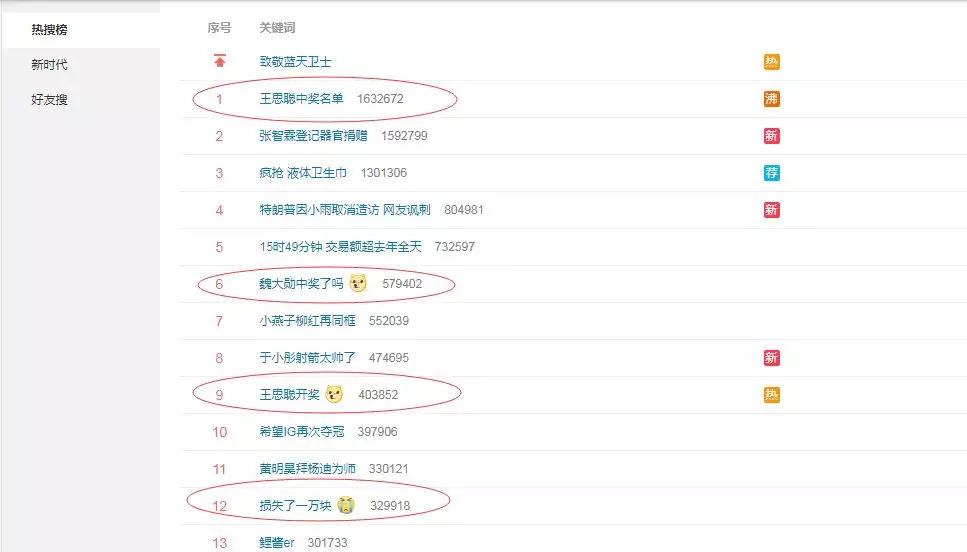 热搜榜
新时代
好友搜
序号 关键词
致敬蓝天卫士 热
1 王思聪中奖名单 1632672 沸
2 张智霖登记器官捐赠 1592799 新
3 疯抢 液体卫生巾 1301306 荐
4 特朗普因小雨取消造访 网友讽刺 804981 新
5 15时49分钟 交易额超去年全天 732597
6 魏大勋中奖了吗 579402
7 小燕子柳红再同框 552039
8 于小彤射箭太帅了 474695 新
9 王思聪开奖 403852 热
10 希望IG再次夺冠 397906
11 黄明昊拜杨迪为师 330121
12 损失了一万块 329918
13 鲤酱er 301733